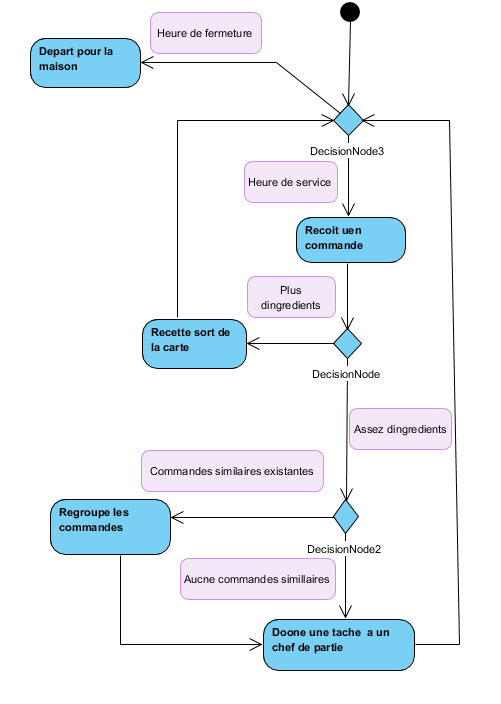 Heure de fermeture
Depart pour la
maison
DecisionNode3
Heure de service
Recoit uen
commande
Plus
dingredients
Recette sort de
la carte
DecisionNode
Assez dingredients
Commandes similaires existantes
Regroupe les
commandes
DecisionNode2
Aucne commandes simillaires
Doone une tache  a un
chef de partie